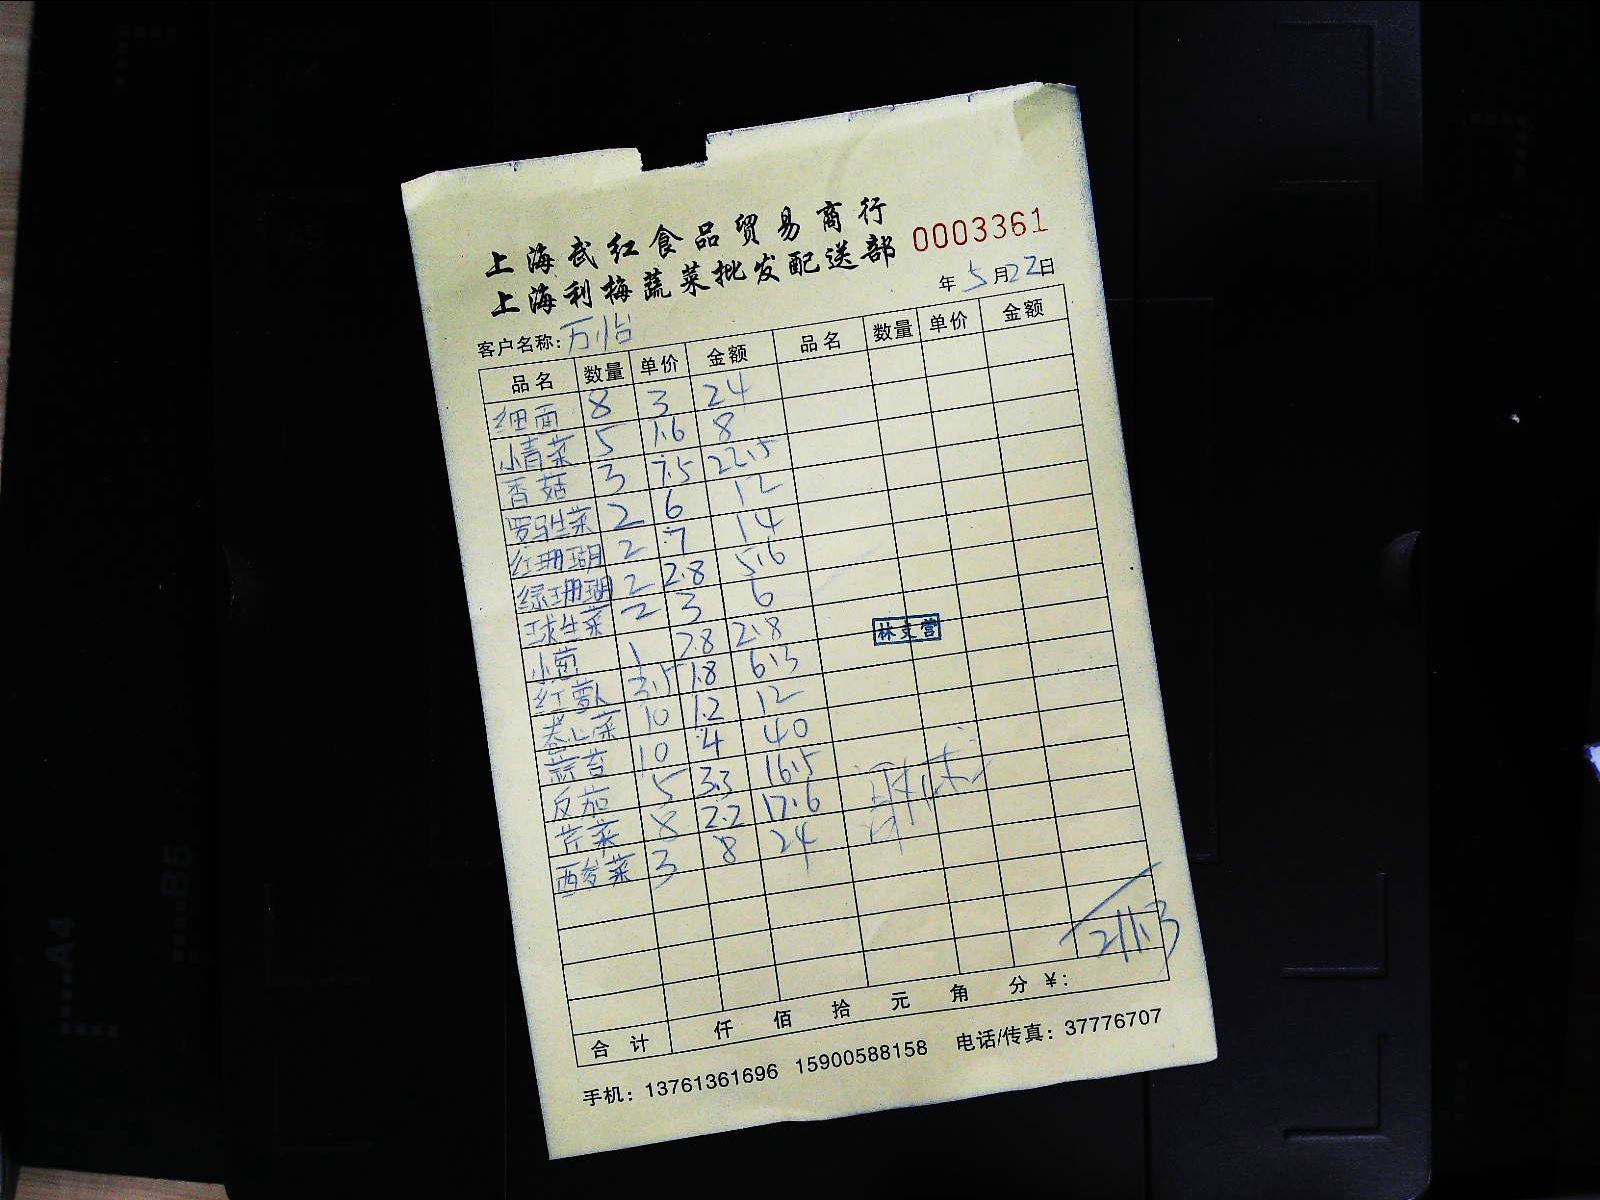 上海武红食品贸易商行
上海利梅蔬菜批发配送部 0003361
年 5月22日
客户名称: 万怡
品名 数量 单价 金额 品名 数量 单价 金额
细面 8 3 24
小青菜 5 1.6 8
香菇 3 7.5 22.5
罗马生菜 2 6 12
红珊瑚 2 7 14
绿珊瑚 2 2.8 5.6
球生菜 2 3 6
小葱 1 2.8 2.8
红萝卜 3.5 1.8 6.3
卷心菜 10 1.2 12
蒜苔 10 4 40
反茄 5 3.3 16.5
芹菜 8 2.2 17.6
西芽菜 3 8 24
林支营
211.3
合计 仟 佰 拾 元 角 分 ¥:
手机: 13761361696 15900588158 电话/传真: 37776707
A4
B5